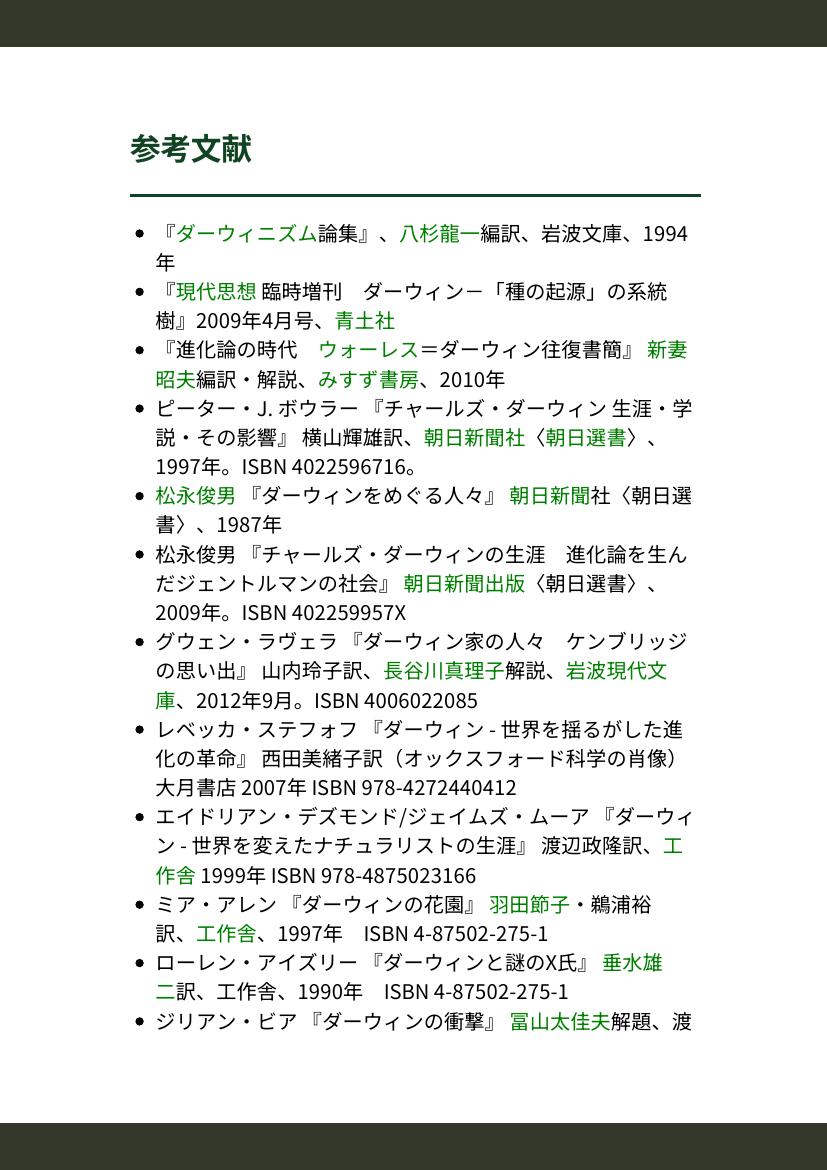 参考文献
• 『ダーウィニズム論集』、八杉龍一編訳、岩波文庫、1994
年
• 『現代思想 臨時増刊　ダーウィン－「種の起源」の系統
樹』2009年4月号、青土社
• 『進化論の時代　ウォーレス＝ダーウィン往復書簡』 新妻
昭夫編訳・解説、みすず書房、2010年
• ピーター・J. ボウラー 『チャールズ・ダーウィン 生涯・学
説・その影響』 横山輝雄訳、朝日新聞社〈朝日選書〉、
1997年。ISBN 4022596716。
• 松永俊男 『ダーウィンをめぐる人々』 朝日新聞社〈朝日選
書〉、1987年
• 松永俊男 『チャールズ・ダーウィンの生涯　進化論を生ん
だジェントルマンの社会』 朝日新聞出版〈朝日選書〉、
2009年。ISBN 402259957X
• グウェン・ラヴェラ 『ダーウィン家の人々　ケンブリッジ
の思い出』 山内玲子訳、長谷川真理子解説、岩波現代文
庫、2012年9月。ISBN 4006022085
• レベッカ・ステフォフ 『ダーウィン - 世界を揺るがした進
化の革命』 西田美緒子訳（オックスフォード科学の肖像）
大月書店 2007年 ISBN 978-4272440412
• エイドリアン・デズモンド/ジェイムズ・ムーア 『ダーウィ
ン - 世界を変えたナチュラリストの生涯』 渡辺政隆訳、工
作舎 1999年 ISBN 978-4875023166
• ミア・アレン 『ダーウィンの花園』 羽田節子・鵜浦裕
訳、工作舎、1997年　ISBN 4-87502-275-1
• ローレン・アイズリー 『ダーウィンと謎のX氏』 垂水雄
二訳、工作舎、1990年　ISBN 4-87502-275-1
• ジリアン・ビア 『ダーウィンの衝撃』 冨山太佳夫解題、渡